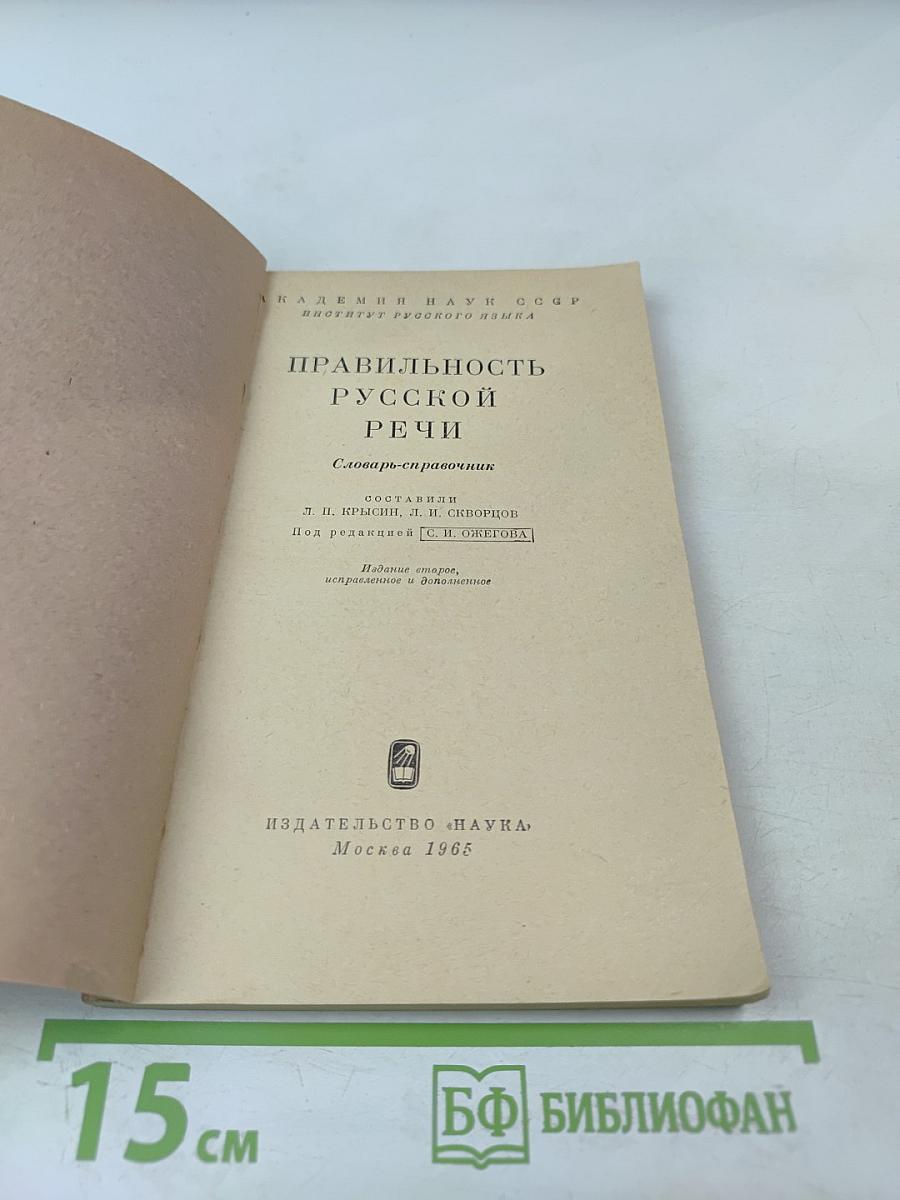 АКАДЕМИЯ НАУК СССР
ИНСТИТУТ РУССКОГО ЯЗЫКА
ПРАВИЛЬНОСТЬ
РУССКОЙ
РЕЧИ
Словарь-справочник
СОСТАВИЛИ
Л. П. КРЫСИН, Л. И. СКВОРЦОВ
Под редакцией С. И. ОЖЕГОВА
Издание второе,
исправленное и дополненное
ИЗДАТЕЛЬСТВО «НАУКА»
Москва 1965
15 см
БФ БИБЛИОФАН